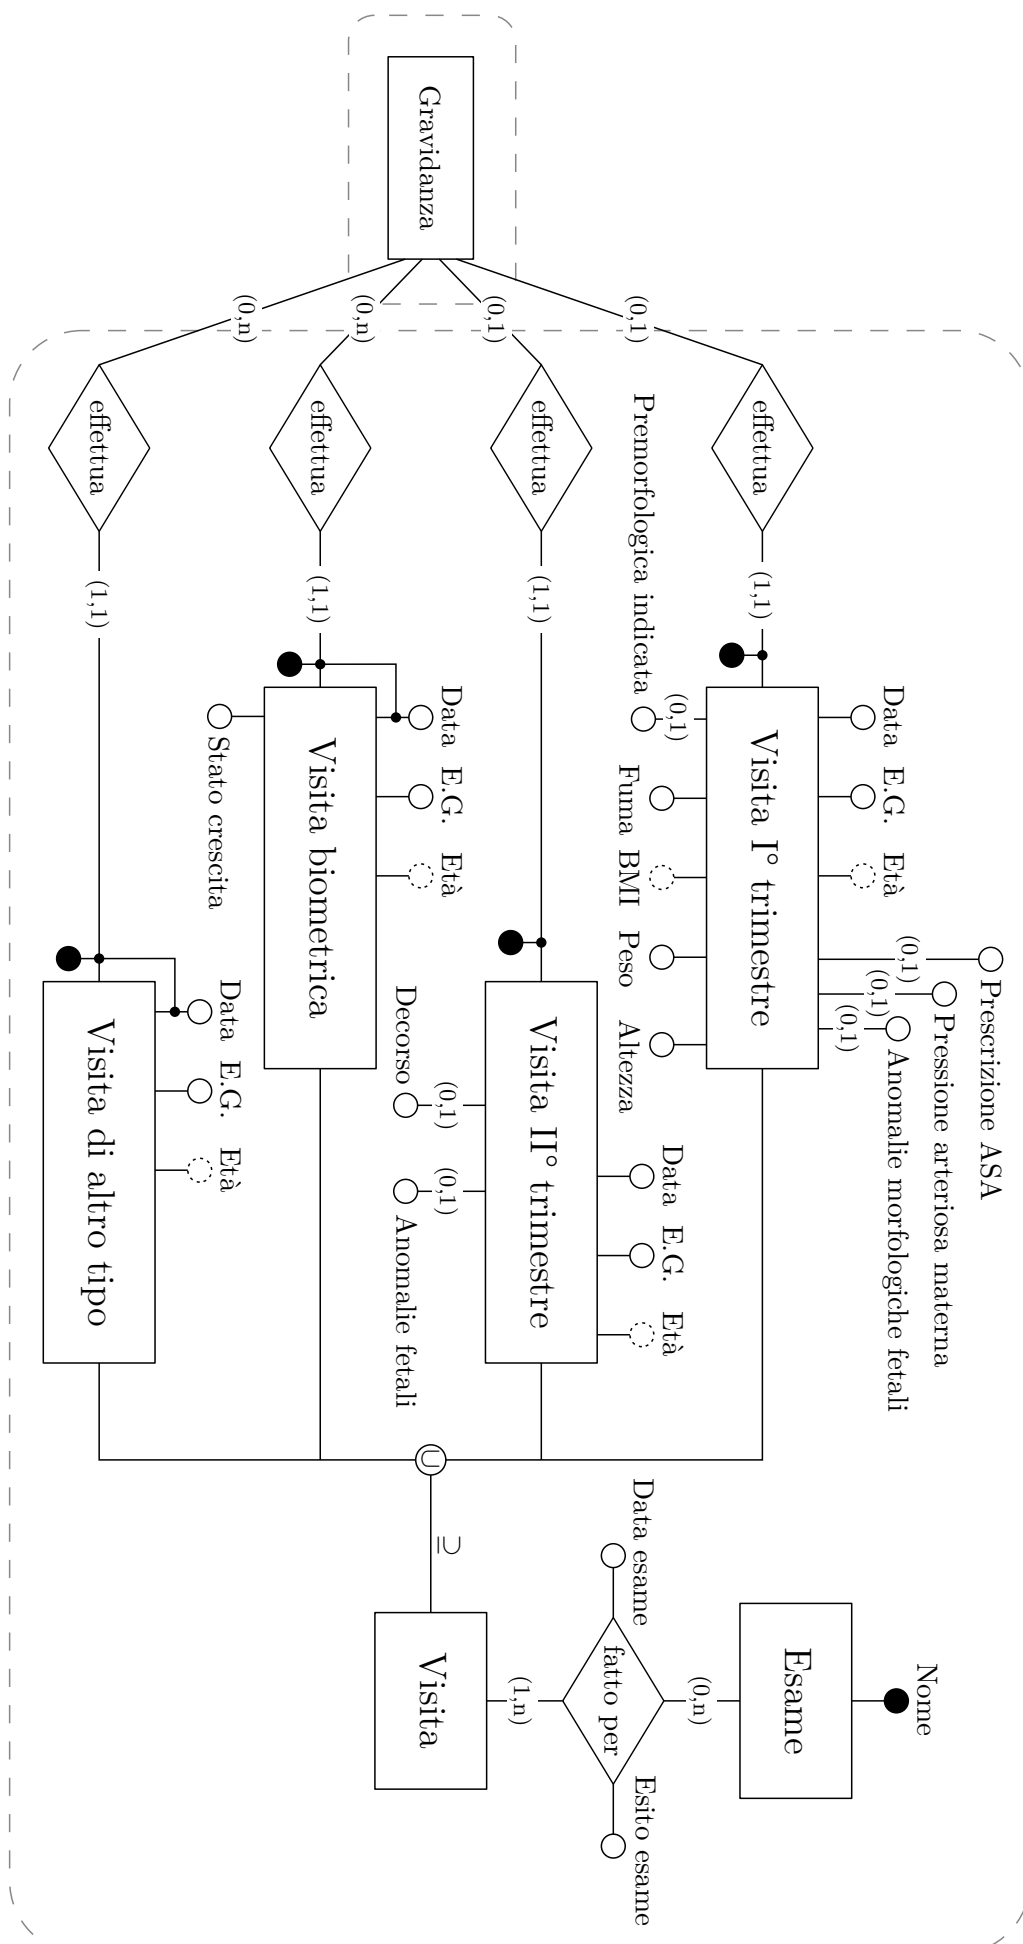 Gravidanza
(0,1)
(0,1)
(0,n)
(0,n)
effettua
effettua
effettua
effettua
(1,1)
(1,1)
(1,1)
(1,1)
Prescrizione ASA
Pressione arteriosa materna
Anomalie morfologiche fetali
(0,1)
(0,1)
(0,1)
Data
E.G.
Età
Visita I° trimestre
Premorfologica indicata
(0,1)
Fuma
BMI
Peso
Altezza
Data
E.G.
Età
Visita II° trimestre
(0,1)
(0,1)
Decorso
Anomalie fetali
Data
E.G.
Età
Visita biometrica
Stato crescita
Data
E.G.
Età
Visita di altro tipo
U
⊆
Nome
Esame
(0,n)
Data esame
fatto per
Esito esame
(1,n)
Visita